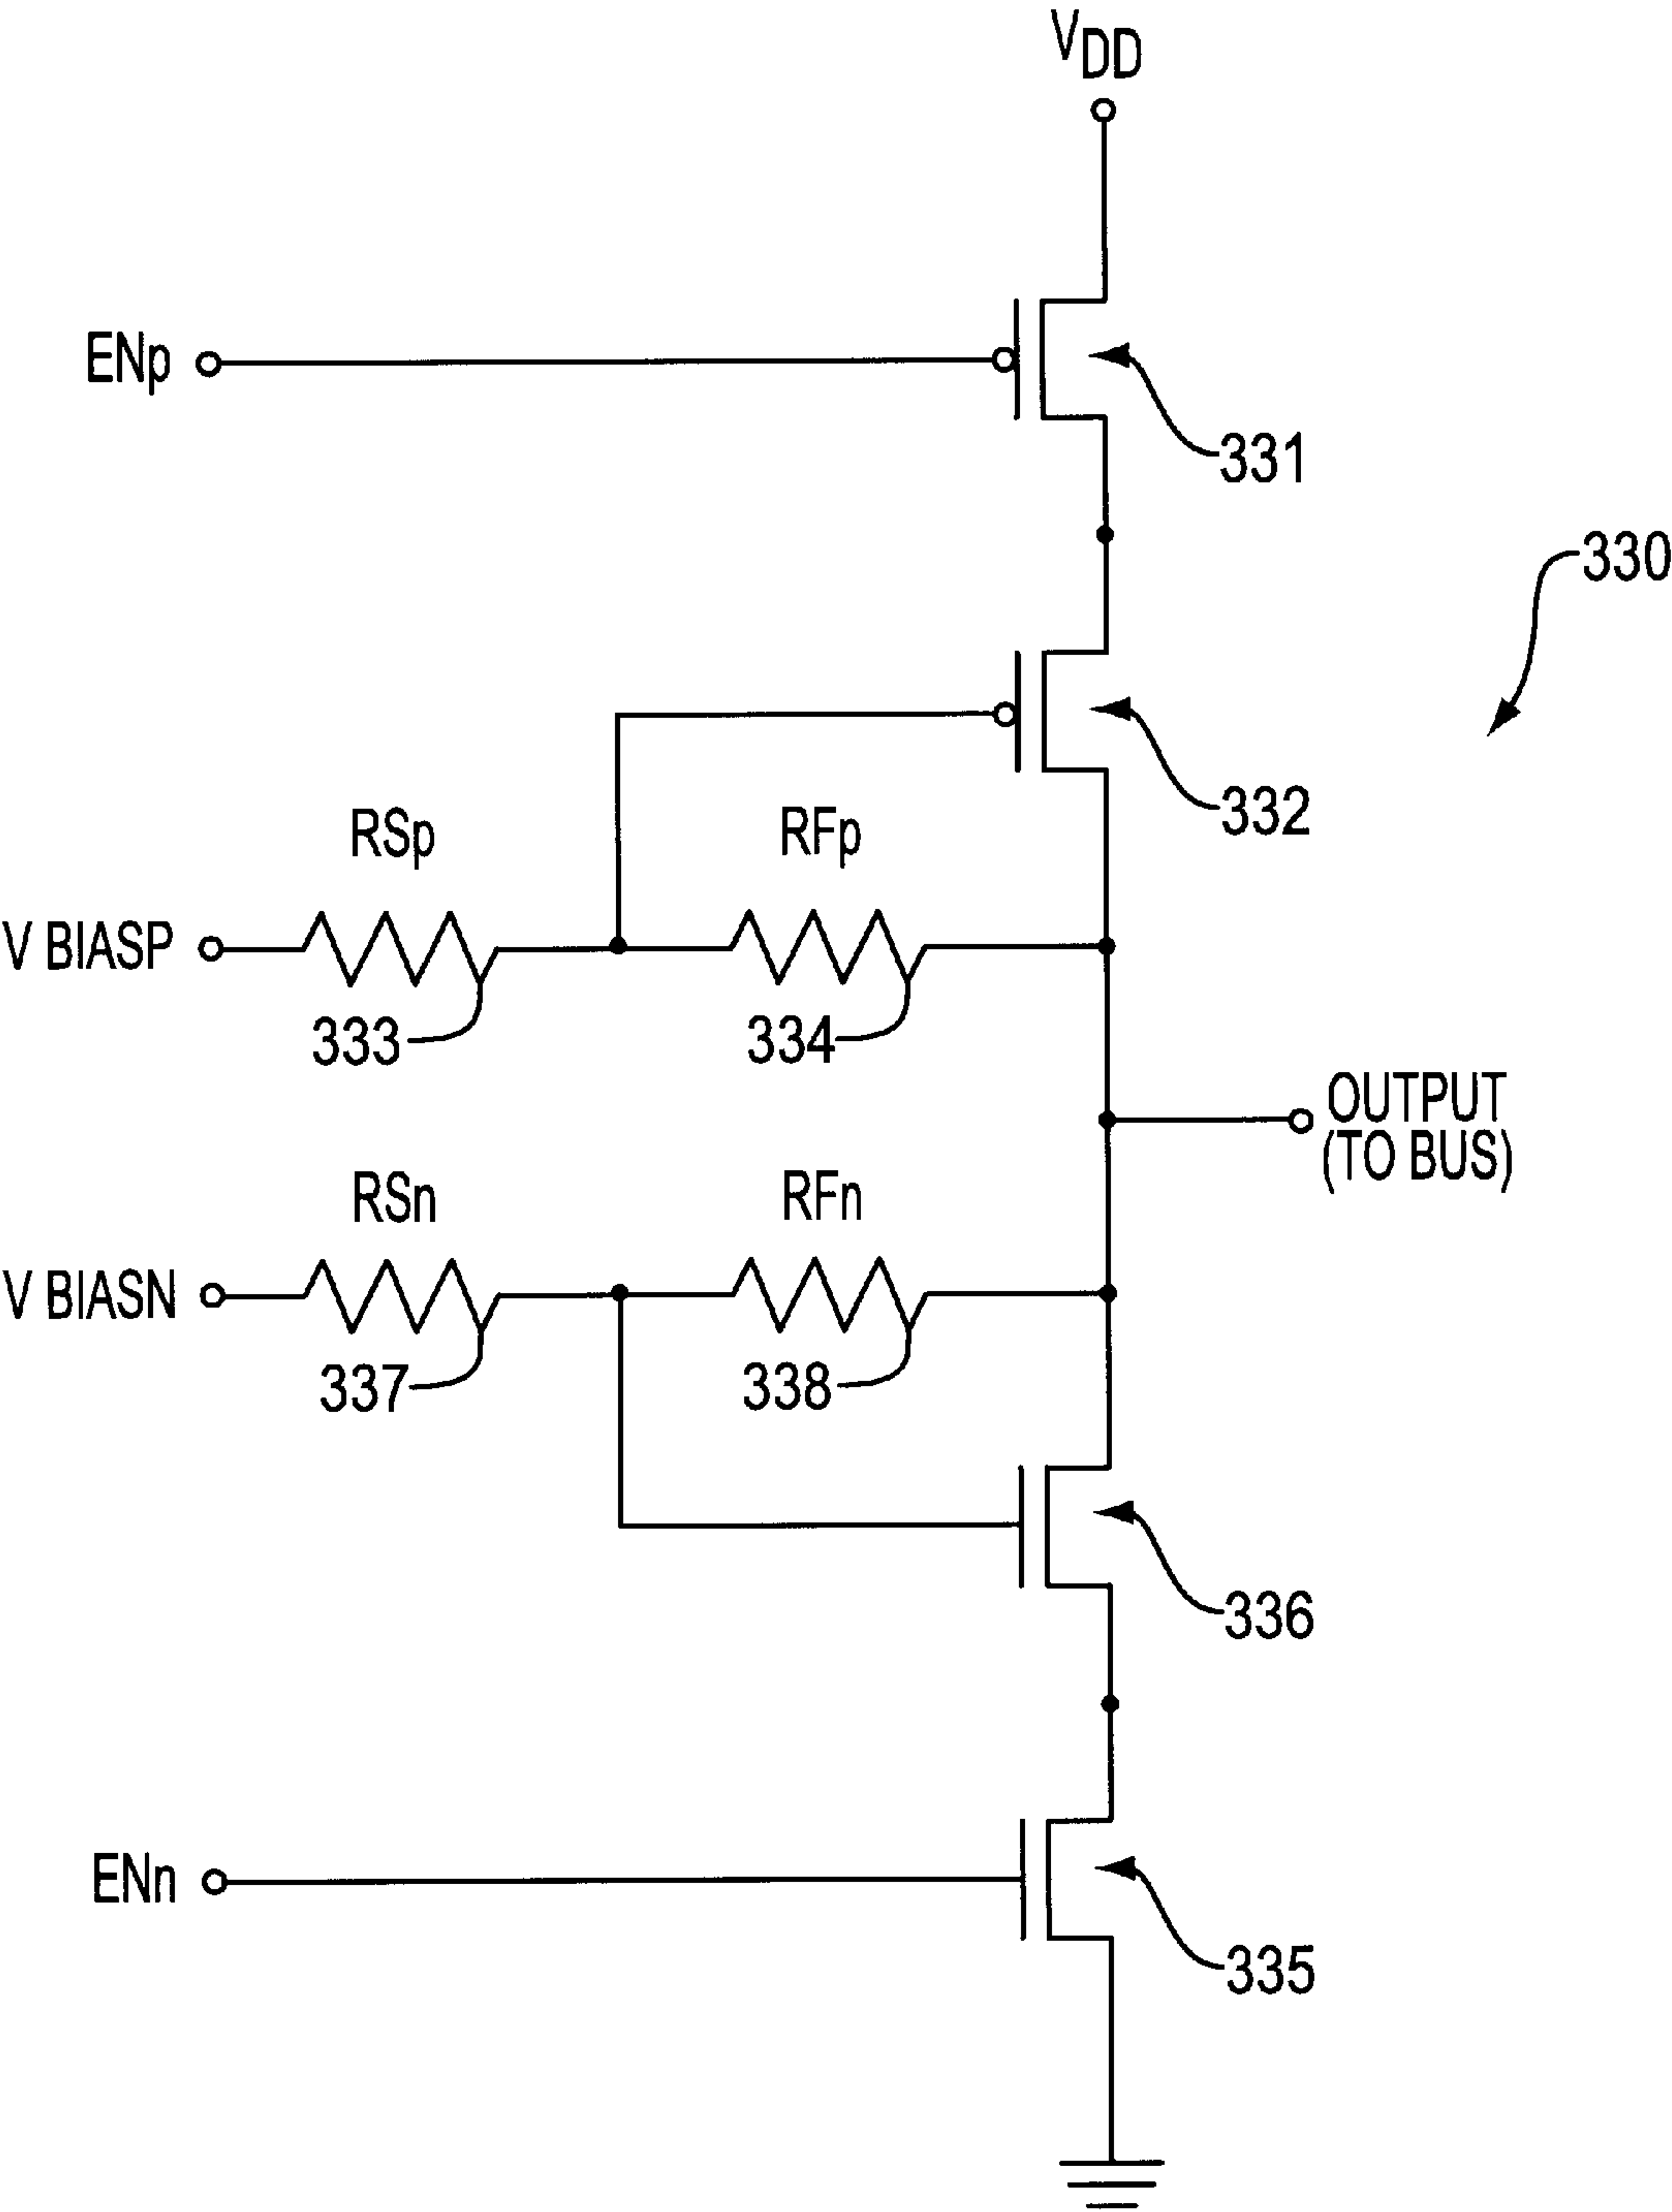 VDD
ENp
331
330
332
RSp
RFp
V BIASP
333
334
OUTPUT
(TO BUS)
RSn
RFn
V BIASN
337
338
336
ENn
335